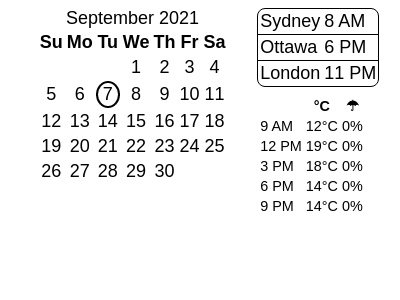 September 2021
Su Mo Tu We Th Fr Sa
1 2 3 4
5 6 7 8 9 10 11
12 13 14 15 16 17 18
19 20 21 22 23 24 25
26 27 28 29 30
Sydney 8 AM
Ottawa 6 PM
London 11 PM
°C ☂
9 AM 12°C 0%
12 PM 19°C 0%
3 PM 18°C 0%
6 PM 14°C 0%
9 PM 14°C 0%